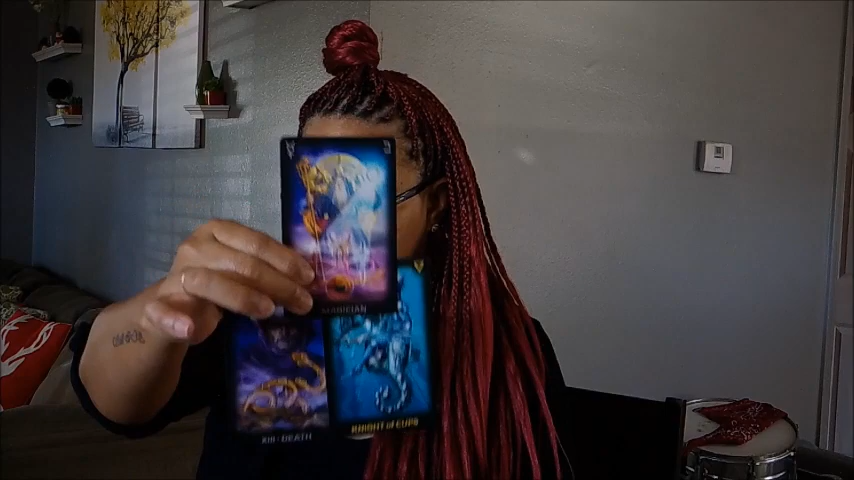 MAGICIAN
XIII • DEATH
KNIGHT of CUPS